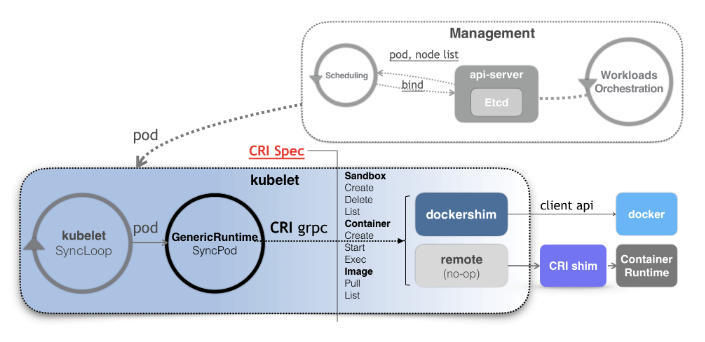 Management
Scheduling
pod, node list
bind
api-server
Etcd
Workloads
Orchestration
pod
CRI Spec
kubelet
kubelet
SyncLoop
pod
GenericRuntime
SyncPod
CRI grpc
Sandbox
Create
Delete
List
Container
Create
Start
Exec
Image
Pull
List
dockershim
client api
docker
remote
(no-op)
CRI shim
Container
Runtime